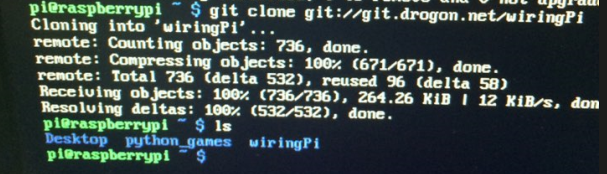 pi@raspberrypi ~ $ git clone git://git.drogon.net/wiringPi
Cloning into 'wiringPi'...
remote: Counting objects: 736, done.
remote: Compressing objects: 100% (671/671), done.
remote: Total 736 (delta 532), reused 96 (delta 58)
Receiving objects: 100% (736/736), 264.26 KiB | 12 KiB/s, don
Resolving deltas: 100% (532/532), done.
pi@raspberrypi ~ $ ls
Desktop python_games wiringPi
pi@raspberrypi ~ $